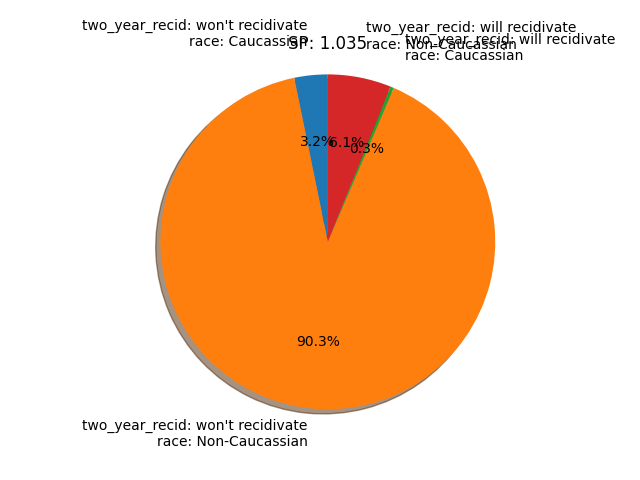 two_year_recid: won't recidivate
race: Caucassian
SP: 1.035
two_year_recid: will recidivate
race: Non-Caucassian
two_year_recid: will recidivate
race: Caucassian
3.2%
6.1%
0.3%
90.3%
two_year_recid: won't recidivate
race: Non-Caucassian